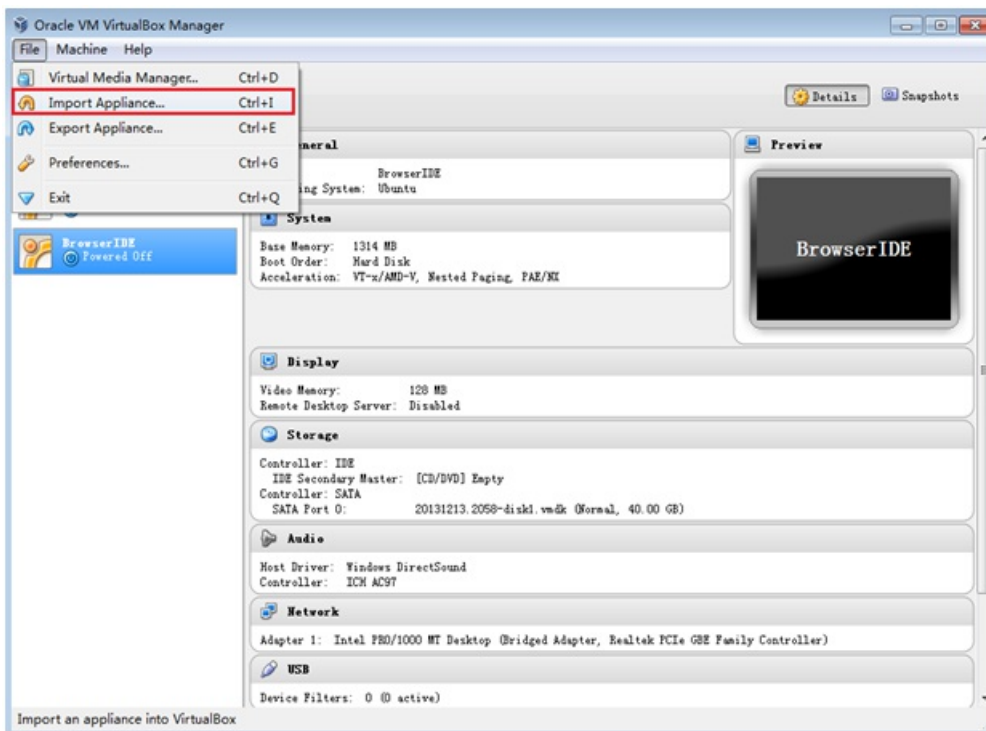 Oracle VM VirtualBox Manager
File Machine Help
Virtual Media Manager... Ctrl+D
Import Appliance... Ctrl+I
Export Appliance... Ctrl+E
Preferences... Ctrl+G
Exit Ctrl+Q
Details Snapshots
BrowserIDE
Powered Off
neral
BrowserIDE
ing System: Ubuntu
Preview
BrowserIDE
System
Base Memory: 1314 MB
Boot Order: Hard Disk
Acceleration: VT-x/AMD-V, Nested Paging, PAE/NX
Display
Video Memory: 128 MB
Remote Desktop Server: Disabled
Storage
Controller: IDE
IDE Secondary Master: [CD/DVD] Empty
Controller: SATA
SATA Port 0: 20131213.2058-disk1.vmdk (Normal, 40.00 GB)
Audio
Host Driver: Windows DirectSound
Controller: ICH AC97
Network
Adapter 1: Intel PRO/1000 MT Desktop (Bridged Adapter, Realtek PCIe GBE Family Controller)
USB
Device Filters: 0 (0 active)
Import an appliance into VirtualBox